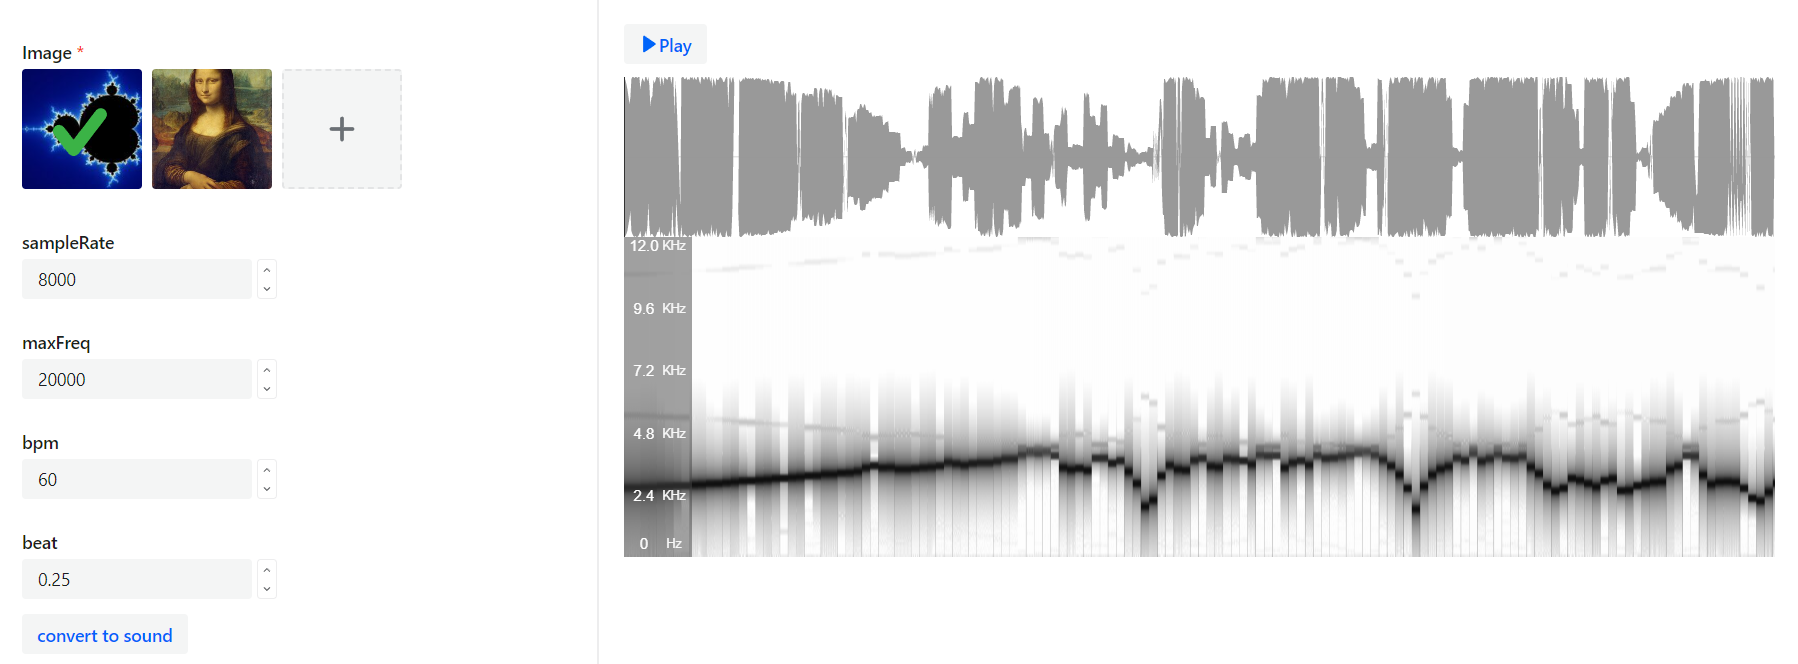 Image *
sampleRate
8000
maxFreq
20000
bpm
60
beat
0.25
convert to sound
Play
12.0 KHz
9.6 KHz
7.2 KHz
4.8 KHz
2.4 KHz
0 Hz